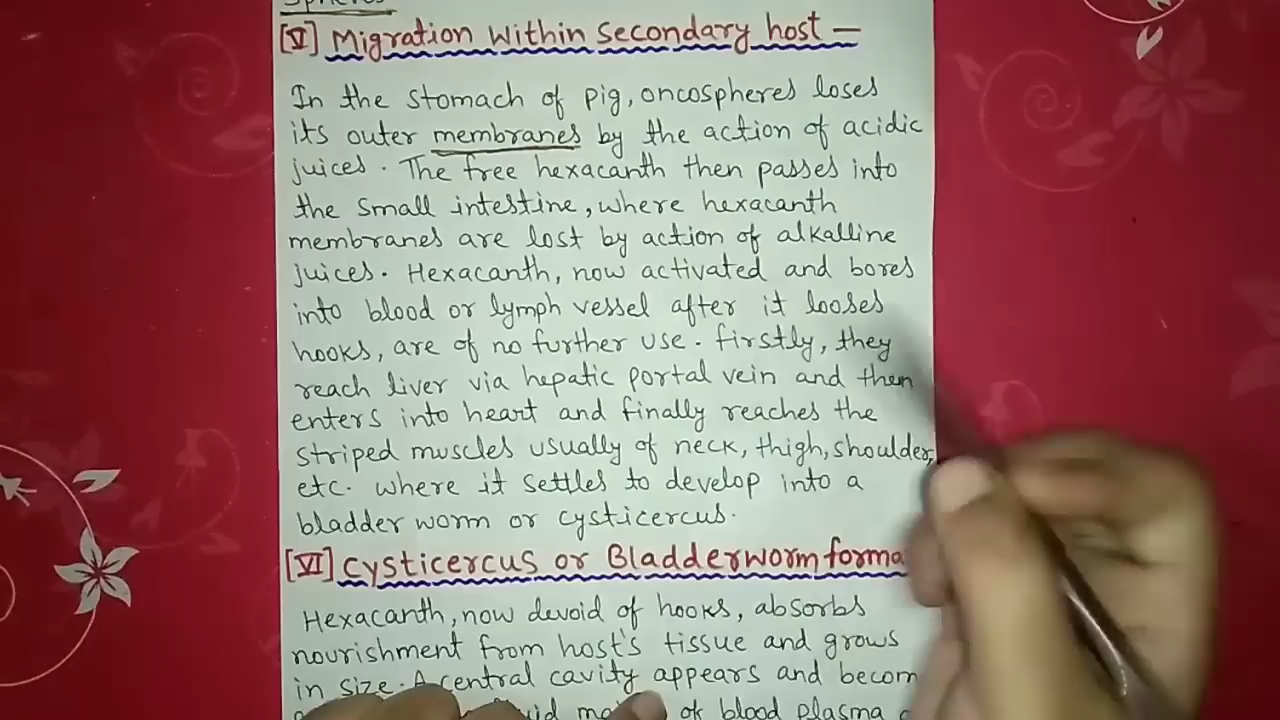 [V] Migration within secondary host —
In the stomach of pig, oncospheres loses
its outer membranes by the action of acidic
juices. The free hexacanth then passes into
the small intestine, where hexacanth
membranes are lost by action of alkalline
juices. Hexacanth, now activated and bores
into blood or lymph vessel after it looses
hooks, are of no further use. firstly, they
reach liver via hepatic portal vein and then
enters into heart and finally reaches the
striped muscles usually of neck, thigh, shoulder,
etc. where it settles to develop into a
bladder worm or cysticercus.
[VI] Cysticercus or Bladderworm forma
Hexacanth, now devoid of hooks, absorbs
nourishment from host's tissue and grows
in size. A central cavity appears and becom
of blood plasma